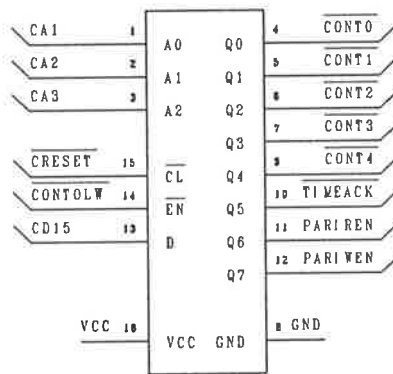 CA1 1 A0 Q0 4 CONT0
CA2 2 A1 Q1 5 CONT1
CA3 3 A2 Q2 6 CONT2
Q3 7 CONT3
CRESET 15 CL Q4 9 CONT4
CONTOLW 14 EN Q5 10 TIMEACK
CD15 13 D Q6 11 PARIREN
Q7 12 PARIWEN
VCC 16 VCC GND 8 GND